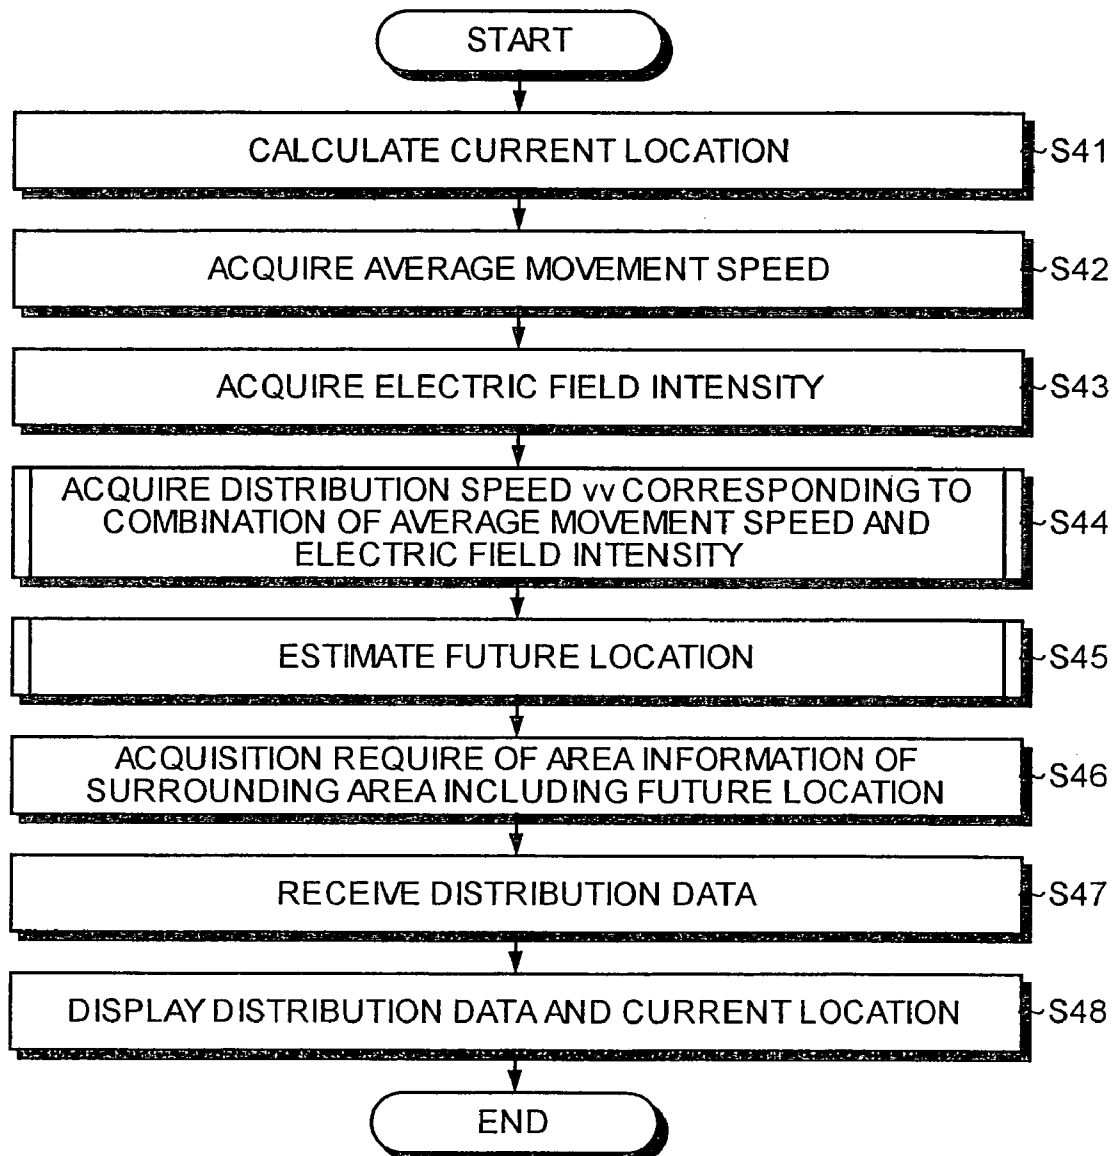 START
CALCULATE CURRENT LOCATION
S41
ACQUIRE AVERAGE MOVEMENT SPEED
S42
ACQUIRE ELECTRIC FIELD INTENSITY
S43
ACQUIRE DISTRIBUTION SPEED vv CORRESPONDING TO
COMBINATION OF AVERAGE MOVEMENT SPEED AND
ELECTRIC FIELD INTENSITY
S44
ESTIMATE FUTURE LOCATION
S45
ACQUISITION REQUIRE OF AREA INFORMATION OF
SURROUNDING AREA INCLUDING FUTURE LOCATION
S46
RECEIVE DISTRIBUTION DATA
S47
DISPLAY DISTRIBUTION DATA AND CURRENT LOCATION
S48
END